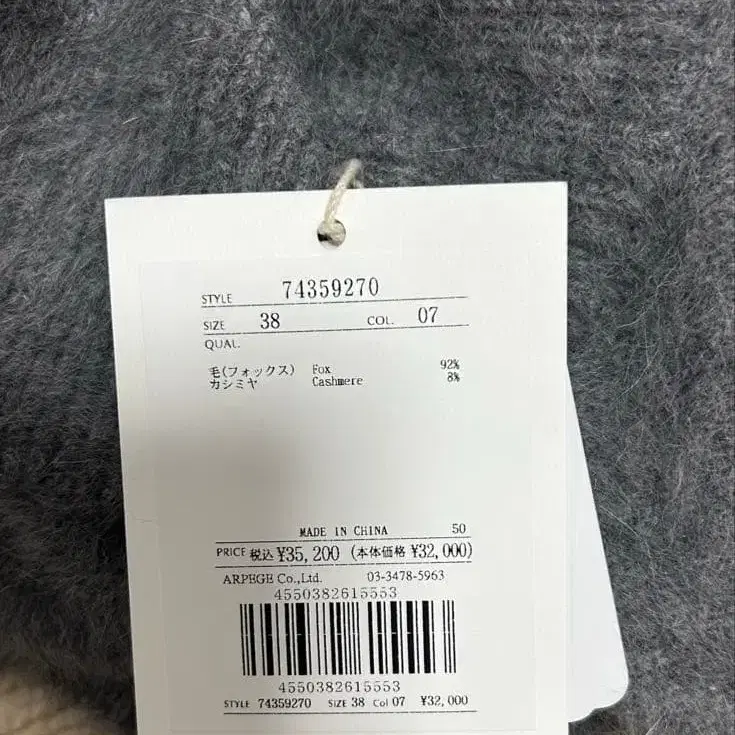 STYLE 74359270
SIZE 38 COL. 07
QUAL.
毛(フォックス) Fox 92%
カシミヤ Cashmere 8%
MADE IN CHINA 50
PRICE 税込 ¥35,200 (本体価格 ¥32,000)
ARPEGE Co.,Ltd. 03-3478-5963
4550382615553
4550382615553
STYLE 74359270 SIZE 38 Col 07 ¥32,000